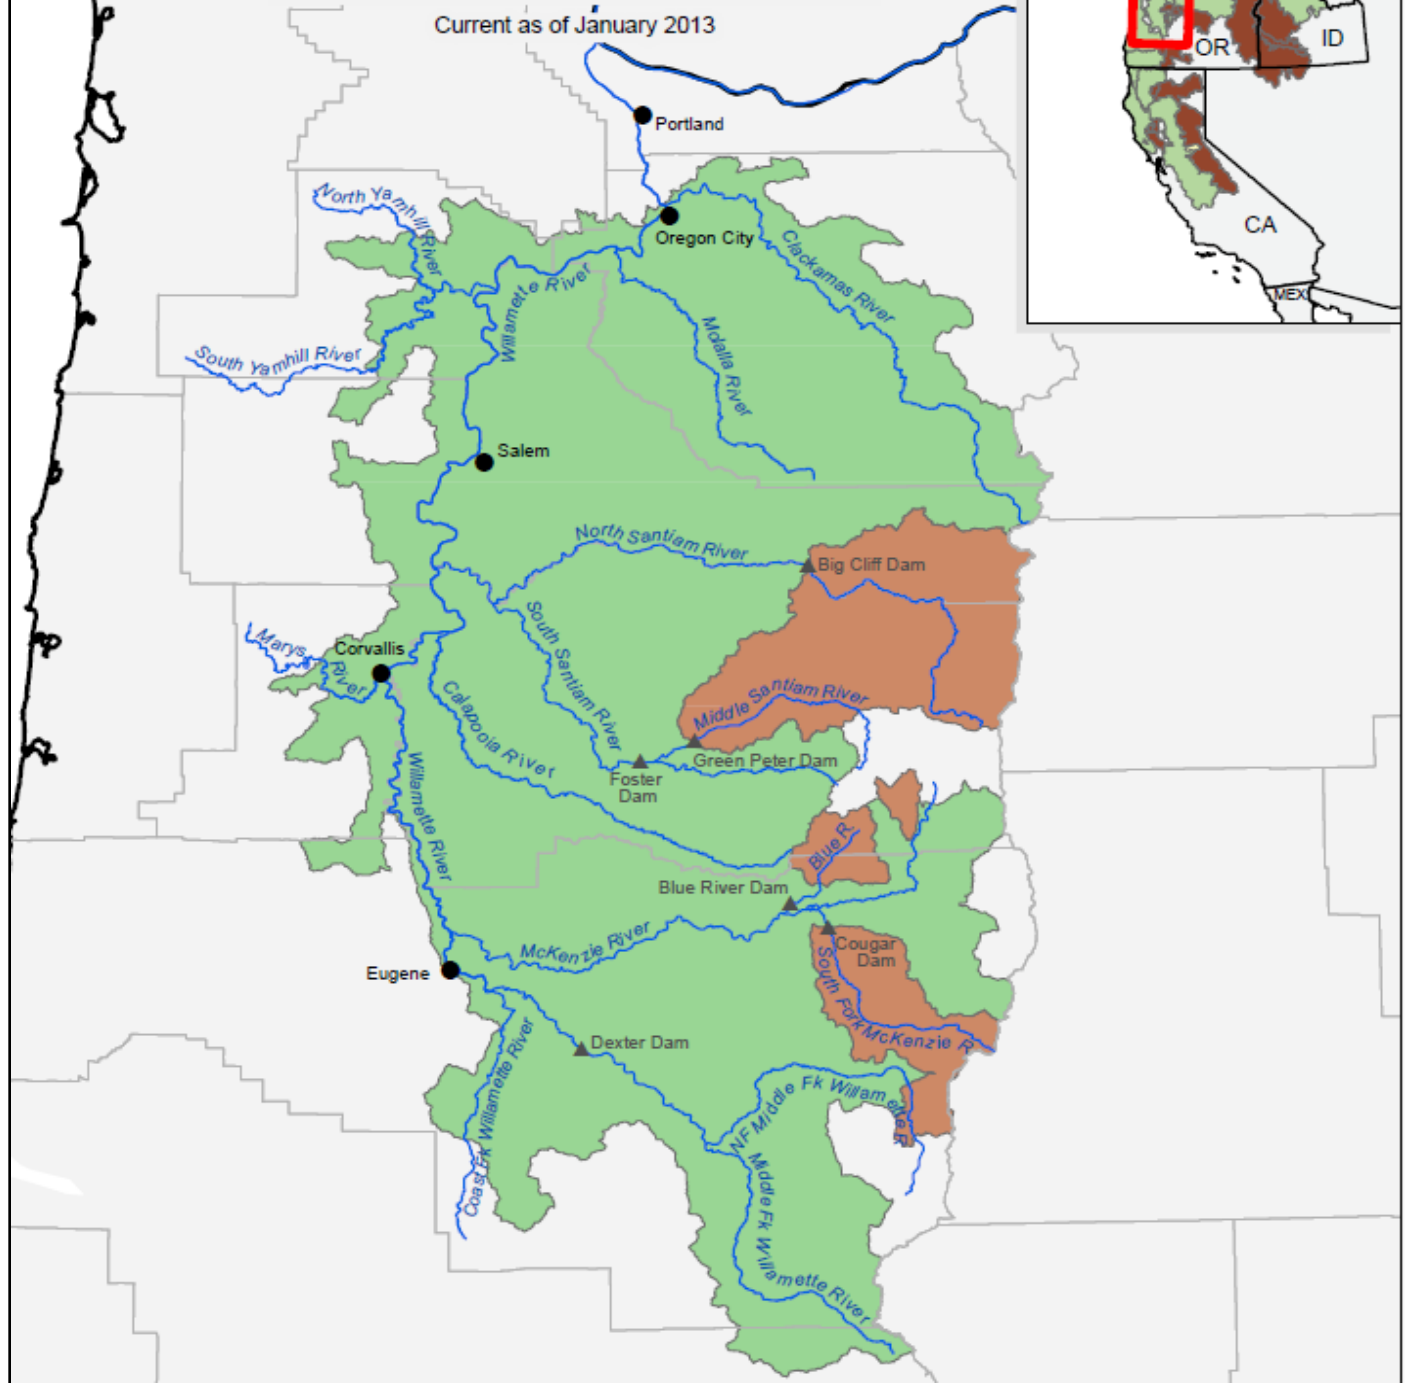 Current as of January 2013
OR
ID
CA
MEXI
Portland
Oregon City
North Yamhill River
South Yamhill River
Willamette River
Clackamas River
Molalla River
Salem
North Santiam River
Big Cliff Dam
South Santiam River
Marys
River
Corvallis
Calapooia River
Middle Santiam River
Green Peter Dam
Foster
Dam
Willamette River
Blue R.
Blue River Dam
McKenzie River
Cougar
Dam
South Fork McKenzie R
Eugene
Dexter Dam
Coast Fk Willamette River
NF Middle Fk Willamette R
Middle Fk Willamette River